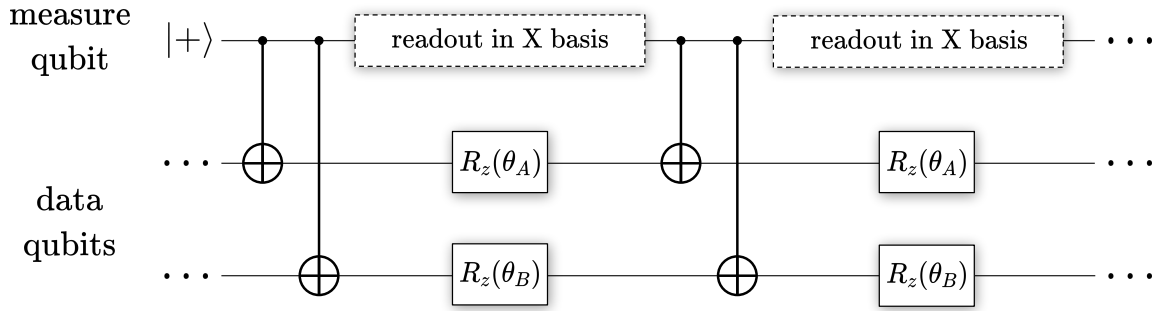 measure
qubit
|+⟩
readout in X basis
readout in X basis
· · ·
· · ·
R_z(θ_A)
R_z(θ_A)
· · ·
data
qubits
· · ·
R_z(θ_B)
R_z(θ_B)
· · ·